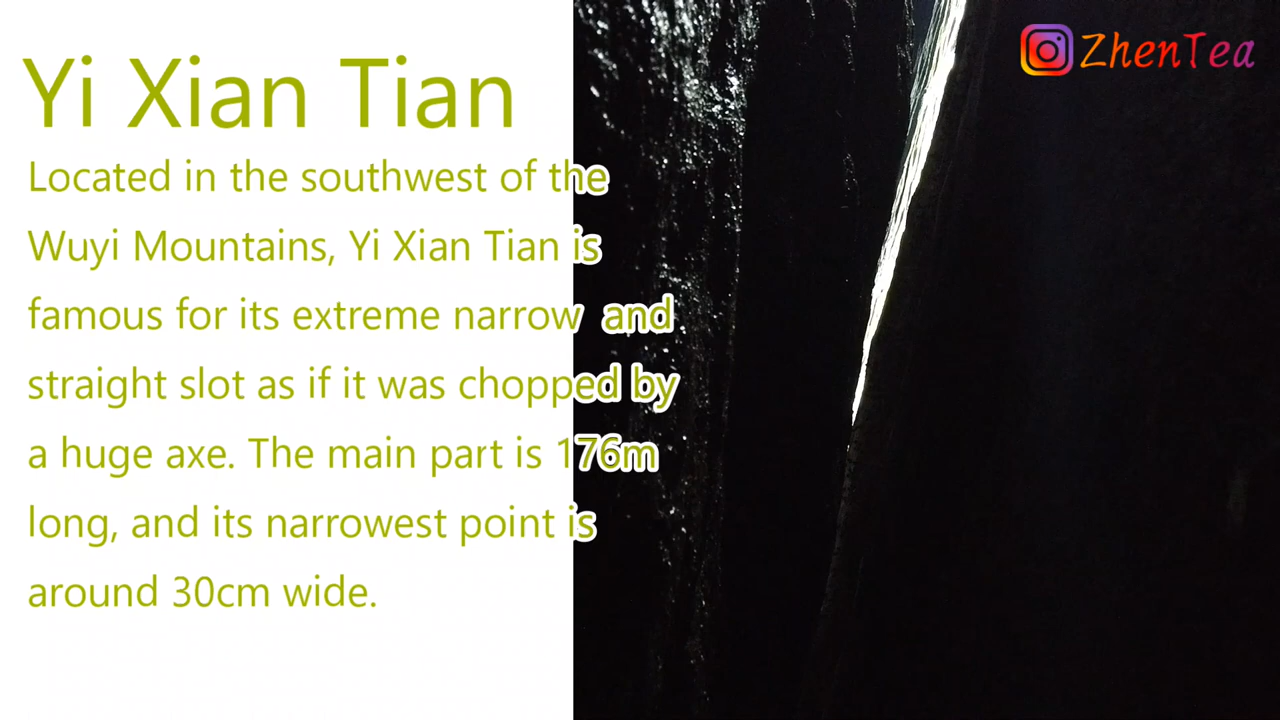 Yi Xian Tian
ZhenTea
Located in the southwest of the
Wuyi Mountains, Yi Xian Tian is
famous for its extreme narrow  and
straight slot as if it was chopped by
a huge axe. The main part is 176m
long, and its narrowest point is
around 30cm wide.